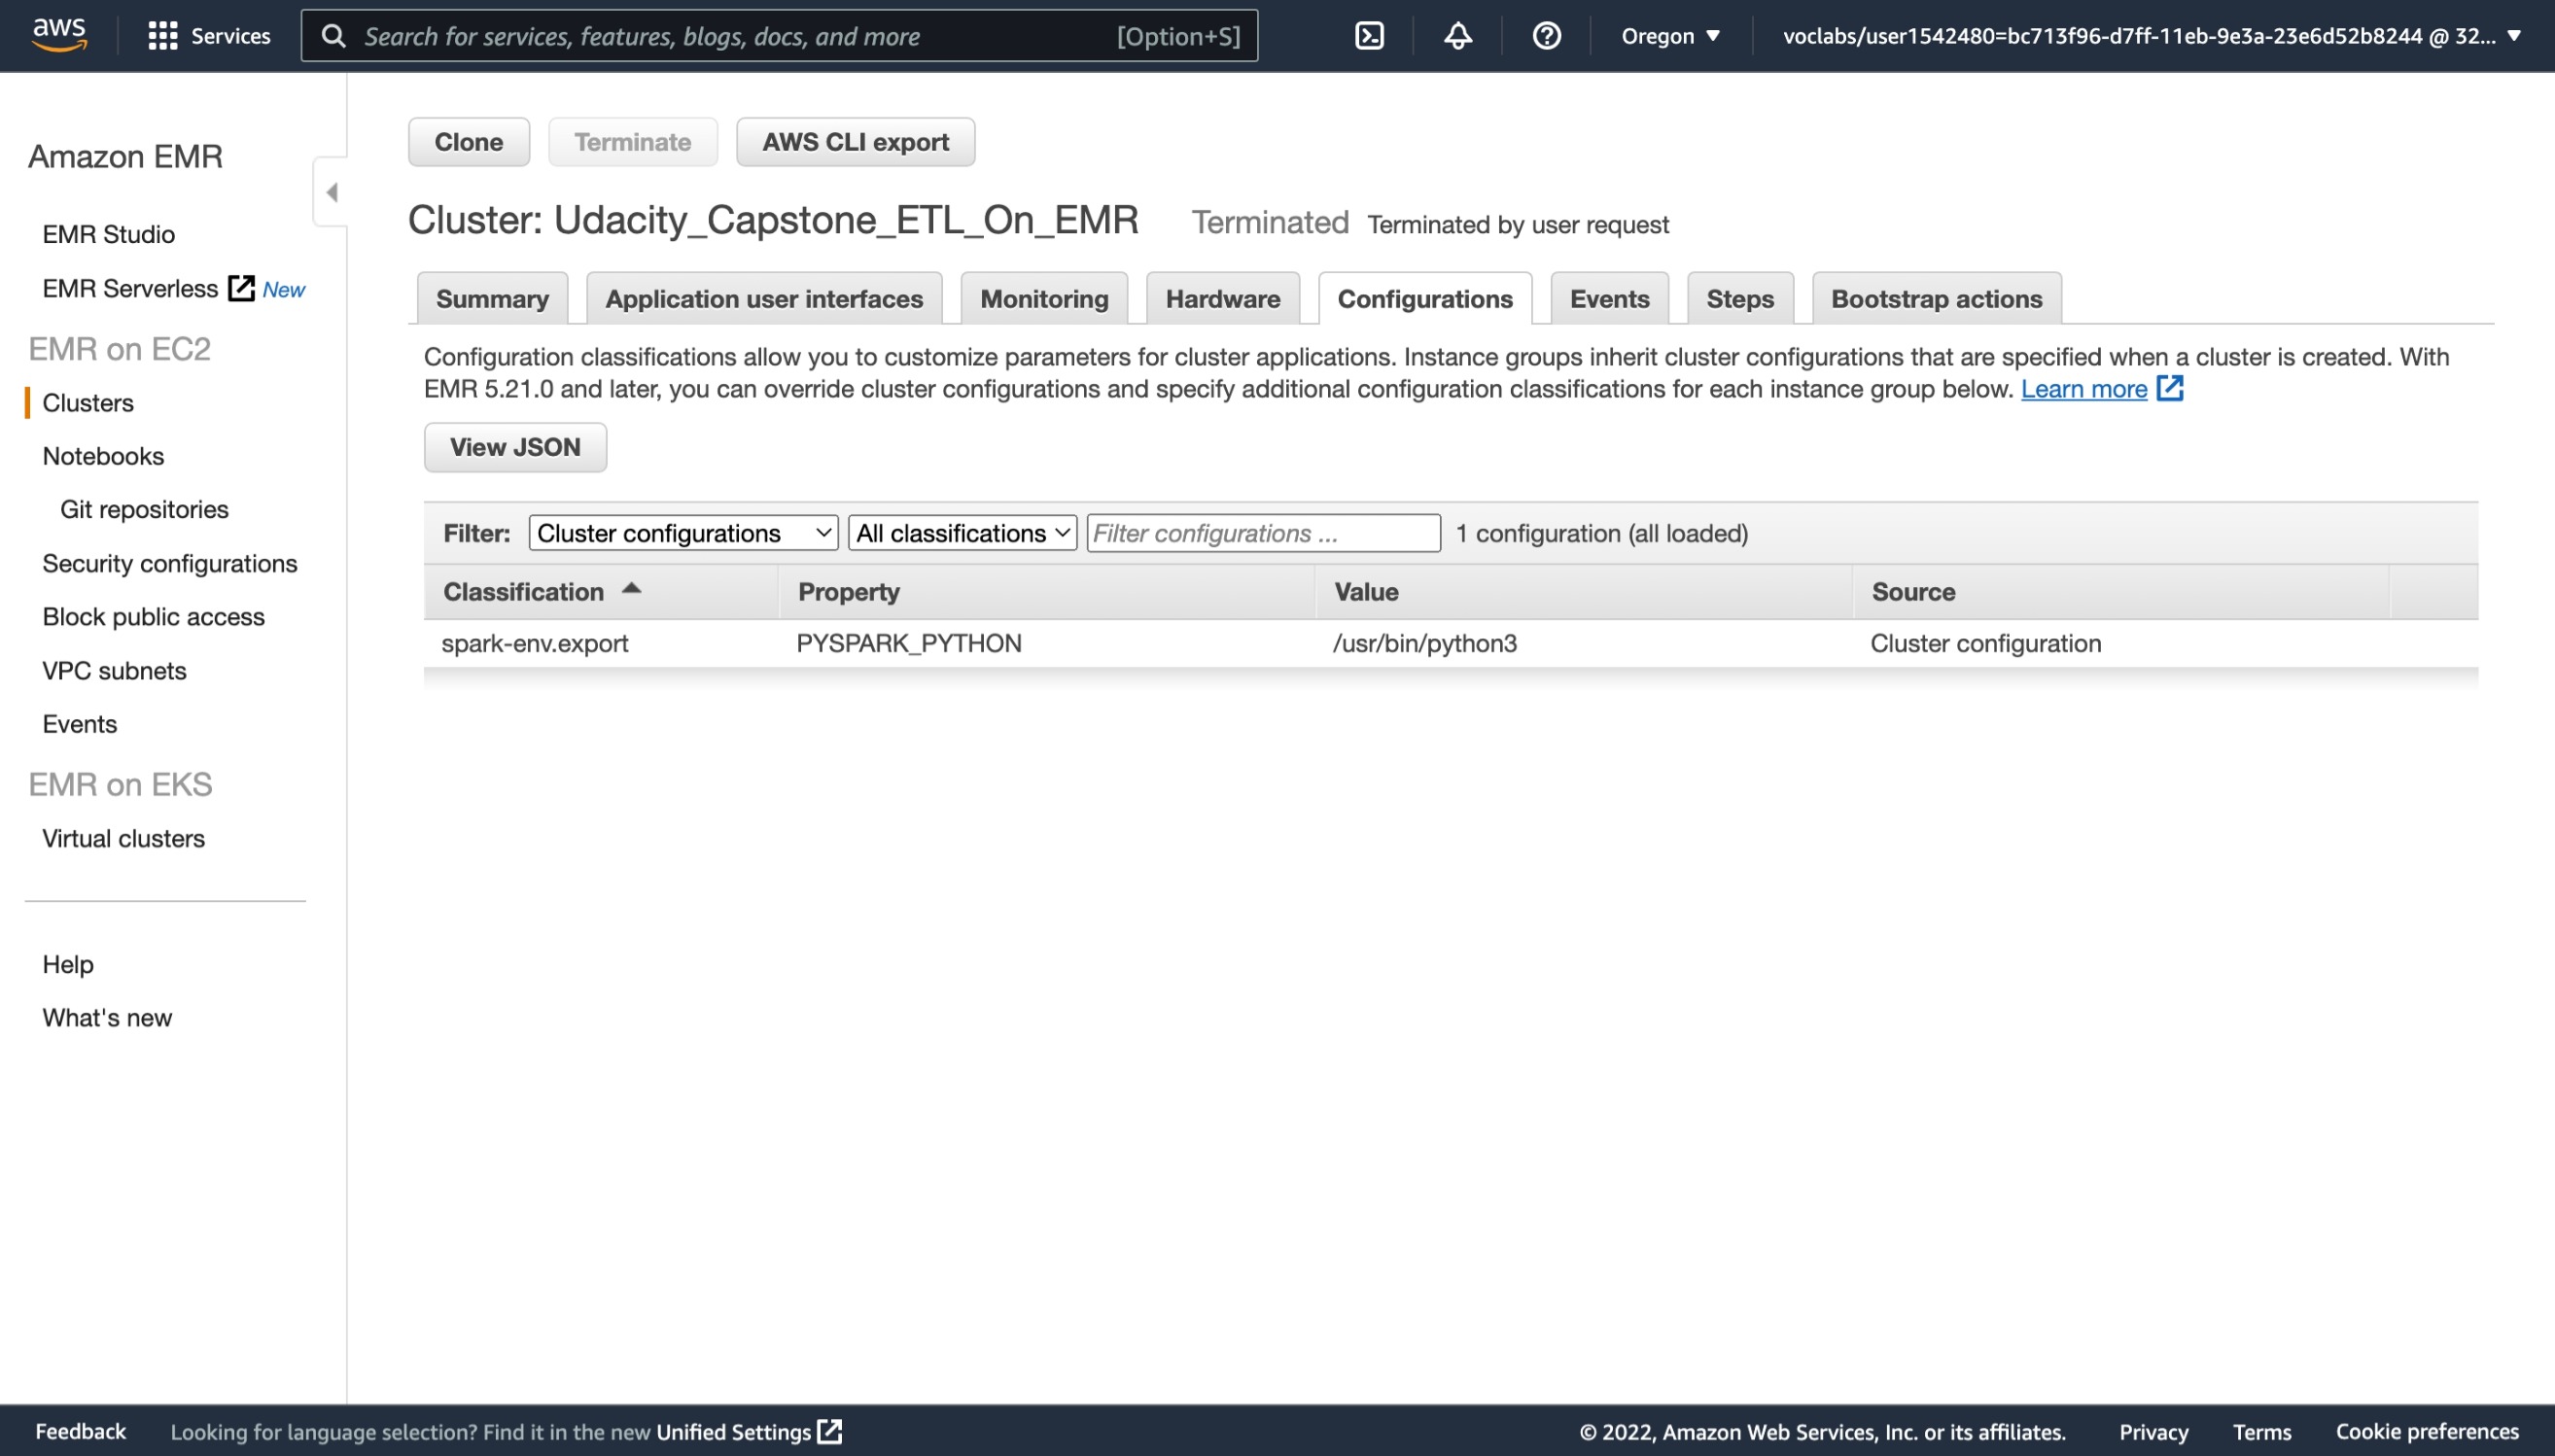 aws Services Search for services, features, blogs, docs, and more [Option+S] Oregon voclabs/user1542480=bc713f96-d7ff-11eb-9e3a-23e6d52b8244 @ 32...
Amazon EMR
EMR Studio
EMR Serverless New
EMR on EC2
Clusters
Notebooks
Git repositories
Security configurations
Block public access
VPC subnets
Events
EMR on EKS
Virtual clusters
Help
What's new
Clone Terminate AWS CLI export
Cluster: Udacity_Capstone_ETL_On_EMR Terminated Terminated by user request
Summary Application user interfaces Monitoring Hardware Configurations Events Steps Bootstrap actions
Configuration classifications allow you to customize parameters for cluster applications. Instance groups inherit cluster configurations that are specified when a cluster is created. With
EMR 5.21.0 and later, you can override cluster configurations and specify additional configuration classifications for each instance group below. Learn more
View JSON
Filter: Cluster configurations All classifications Filter configurations ... 1 configuration (all loaded)
Classification Property Value Source
spark-env.export PYSPARK_PYTHON /usr/bin/python3 Cluster configuration
Feedback Looking for language selection? Find it in the new Unified Settings © 2022, Amazon Web Services, Inc. or its affiliates. Privacy Terms Cookie preferences